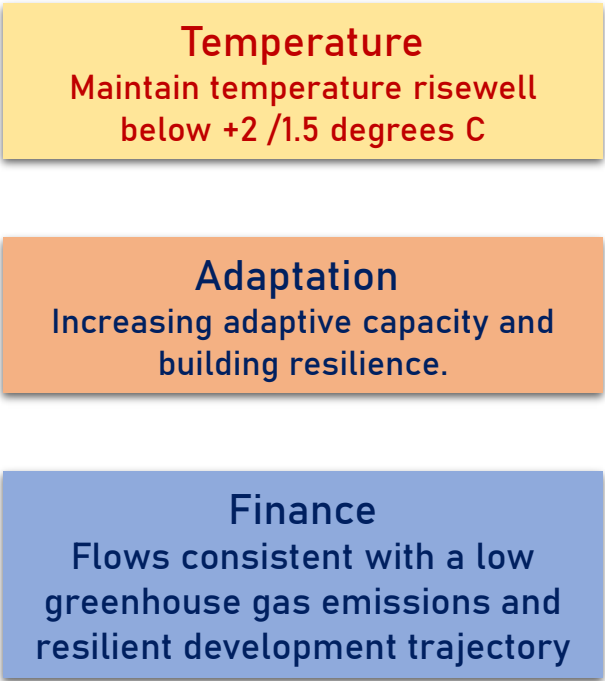 Temperature
Maintain temperature risewell
below +2 /1.5 degrees C
Adaptation
Increasing adaptive capacity and
building resilience.
Finance
Flows consistent with a low
greenhouse gas emissions and
resilient development trajectory